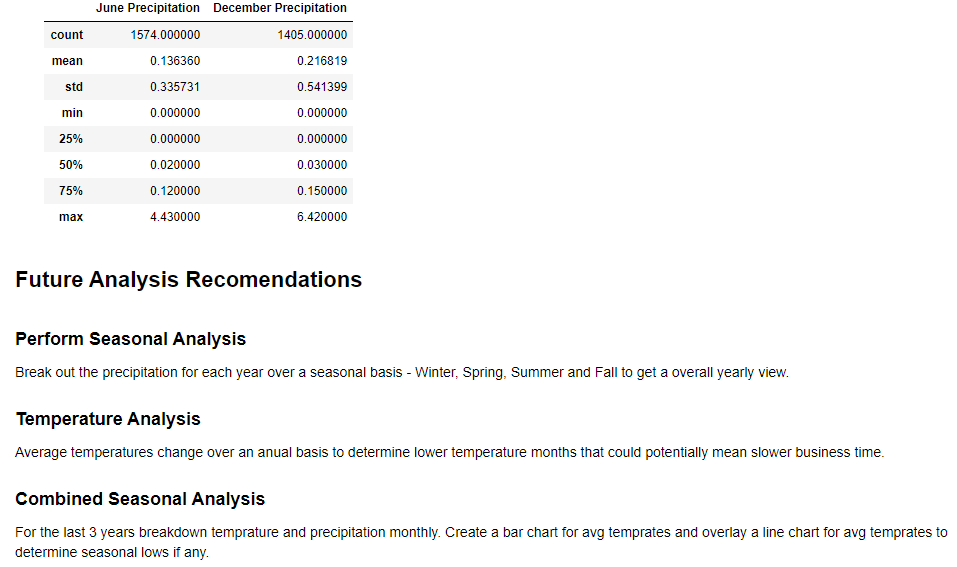 June Precipitation December Precipitation
count 1574.000000 1405.000000
mean 0.136360 0.216819
std 0.335731 0.541399
min 0.000000 0.000000
25% 0.000000 0.000000
50% 0.020000 0.030000
75% 0.120000 0.150000
max 4.430000 6.420000
Future Analysis Recomendations
Perform Seasonal Analysis
Break out the precipitation for each year over a seasonal basis - Winter, Spring, Summer and Fall to get a overall yearly view.
Temperature Analysis
Average temperatures change over an anual basis to determine lower temperature months that could potentially mean slower business time.
Combined Seasonal Analysis
For the last 3 years breakdown temprature and precipitation monthly. Create a bar chart for avg temprates and overlay a line chart for avg temprates to
determine seasonal lows if any.